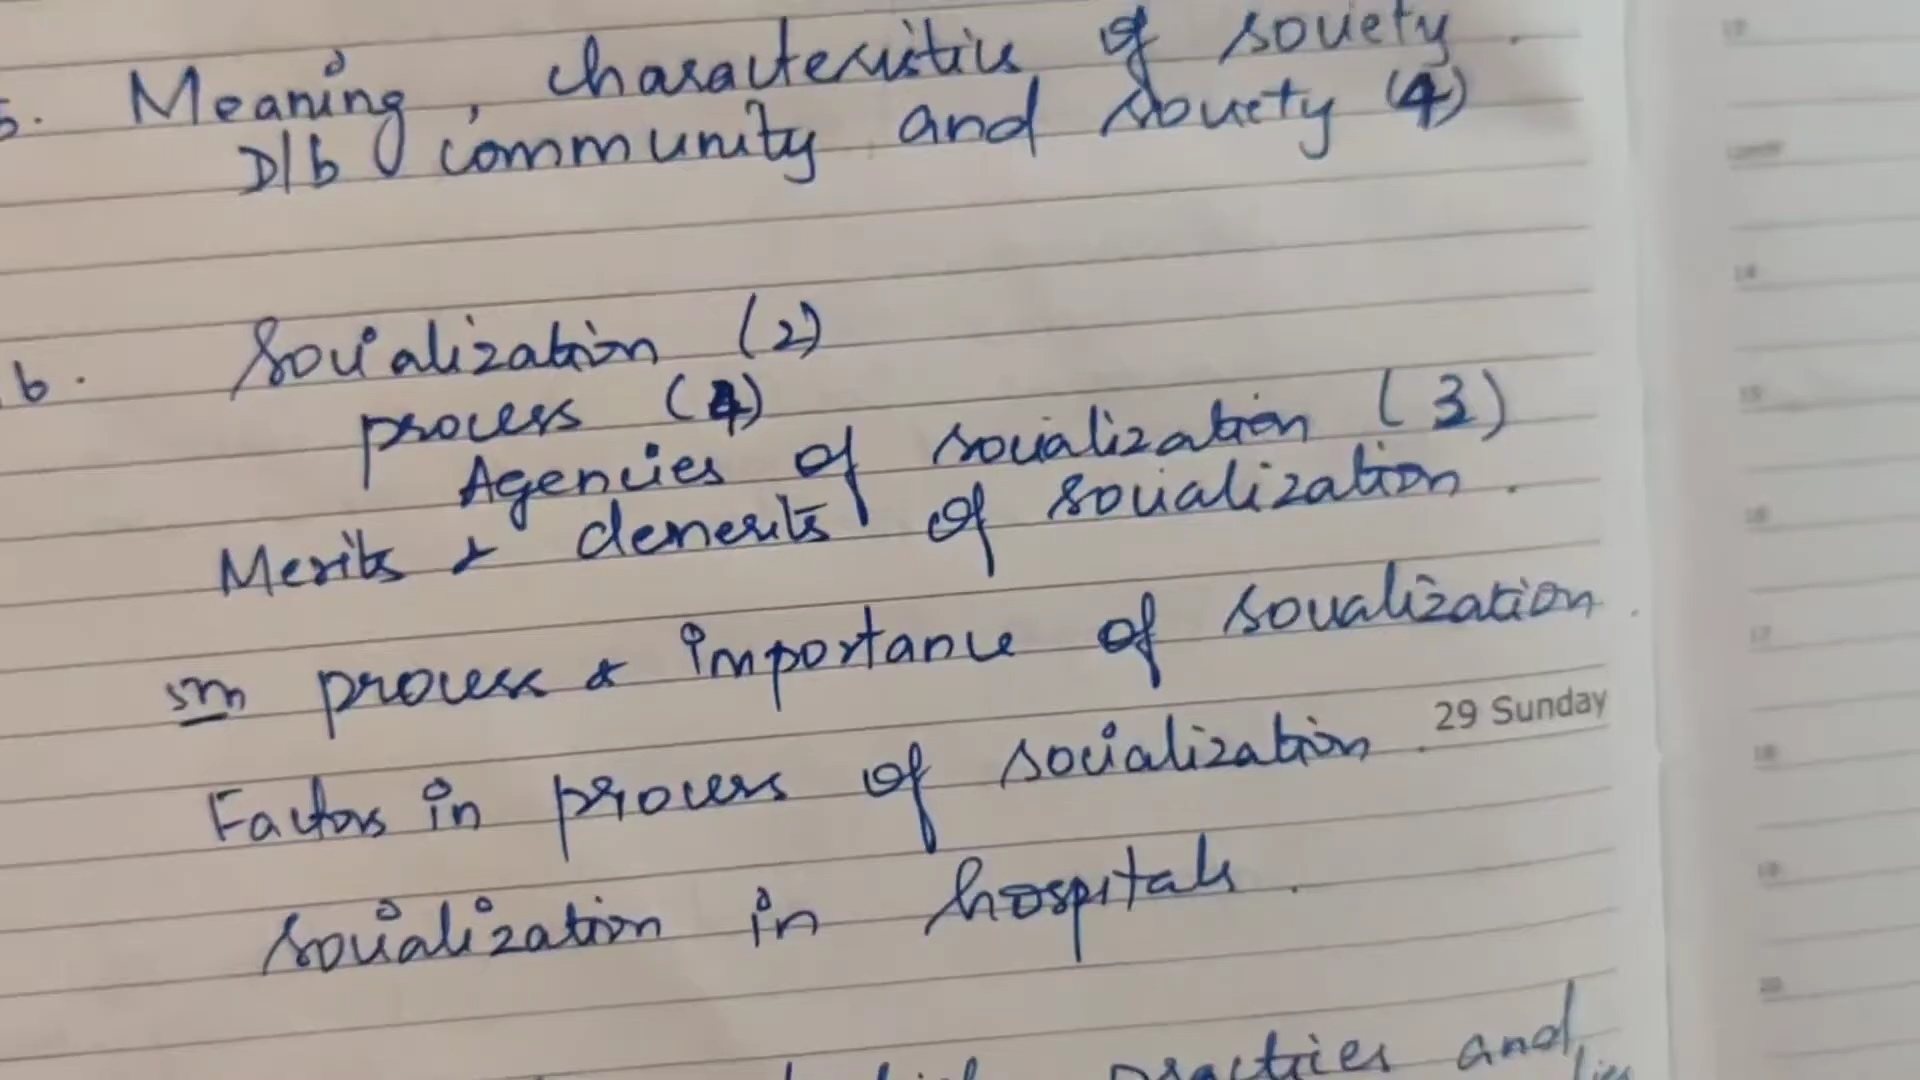 5. Meaning, characteristics of society.
D/b community and society (4)
6. Socialization (2)
process (4)
Agencies of socialization (3)
Merits & demerits of socialization.
5m process & importance of socialization.
29 Sunday
Factors in process of socialization.
socialization in hospitals.
practices and